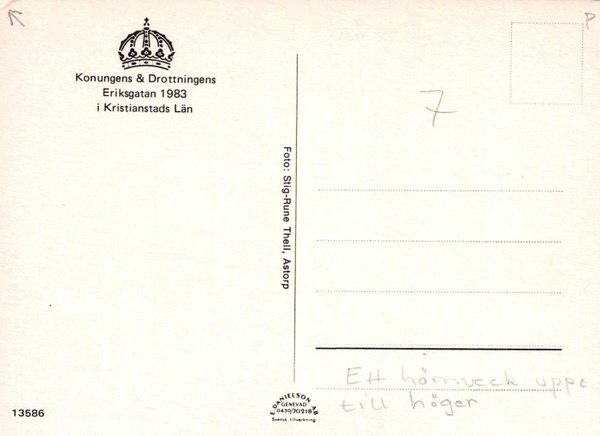 Konungens & Drottningens
Eriksgatan 1983
i Kristianstads Län
7
Foto: Stig-Rune Thell, Åstorp
Ett hörnveck uppe
till höger
E. DANIELSON AB
GENEVAD
0430/70218
Svensk tillverkning
13586